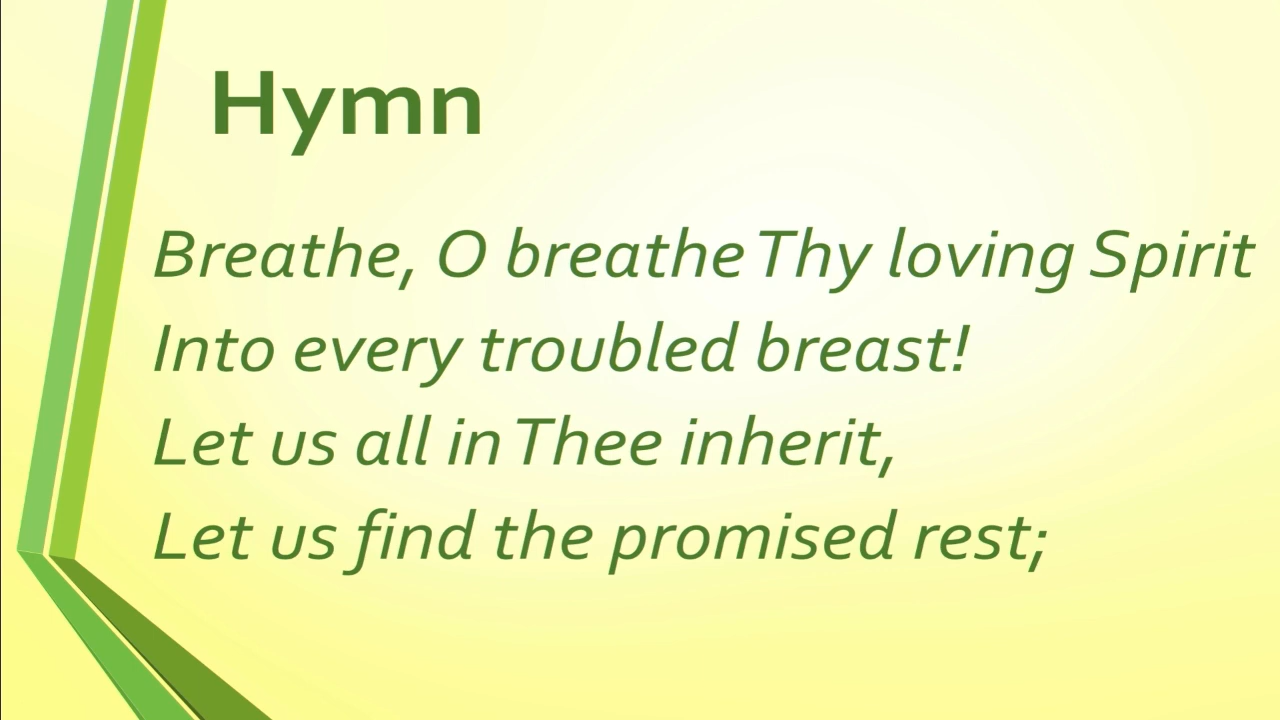 Hymn
Breathe, O breathe Thy loving Spirit
Into every troubled breast!
Let us all in Thee inherit,
Let us find the promised rest;